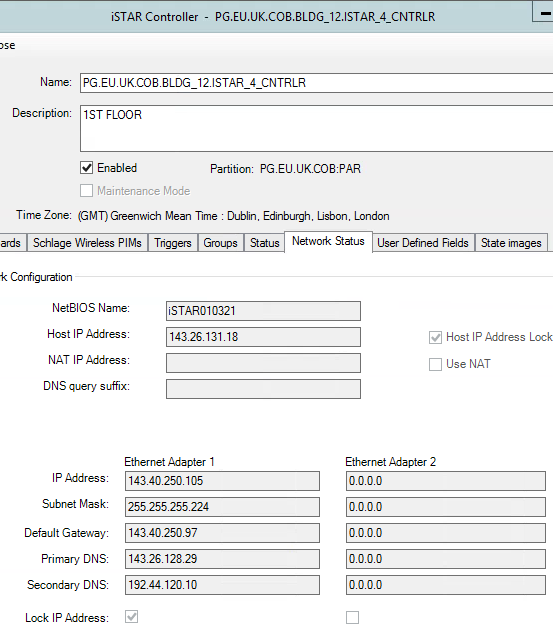 iSTAR Controller - PG.EU.UK.COB.BLDG_12.ISTAR_4_CNTRLR
ose
Name: PG.EU.UK.COB.BLDG_12.ISTAR_4_CNTRLR
Description: 1ST FLOOR
Enabled Partition: PG.EU.UK.COB:PAR
Maintenance Mode
Time Zone: (GMT) Greenwich Mean Time : Dublin, Edinburgh, Lisbon, London
ards Schlage Wireless PIMs Triggers Groups Status Network Status User Defined Fields State images
rk Configuration
NetBIOS Name: iSTAR010321
Host IP Address: 143.26.131.18 Host IP Address Lock
NAT IP Address: Use NAT
DNS query suffix:
Ethernet Adapter 1 Ethernet Adapter 2
IP Address: 143.40.250.105 0.0.0.0
Subnet Mask: 255.255.255.224 0.0.0.0
Default Gateway: 143.40.250.97 0.0.0.0
Primary DNS: 143.26.128.29 0.0.0.0
Secondary DNS: 192.44.120.10 0.0.0.0
Lock IP Address: